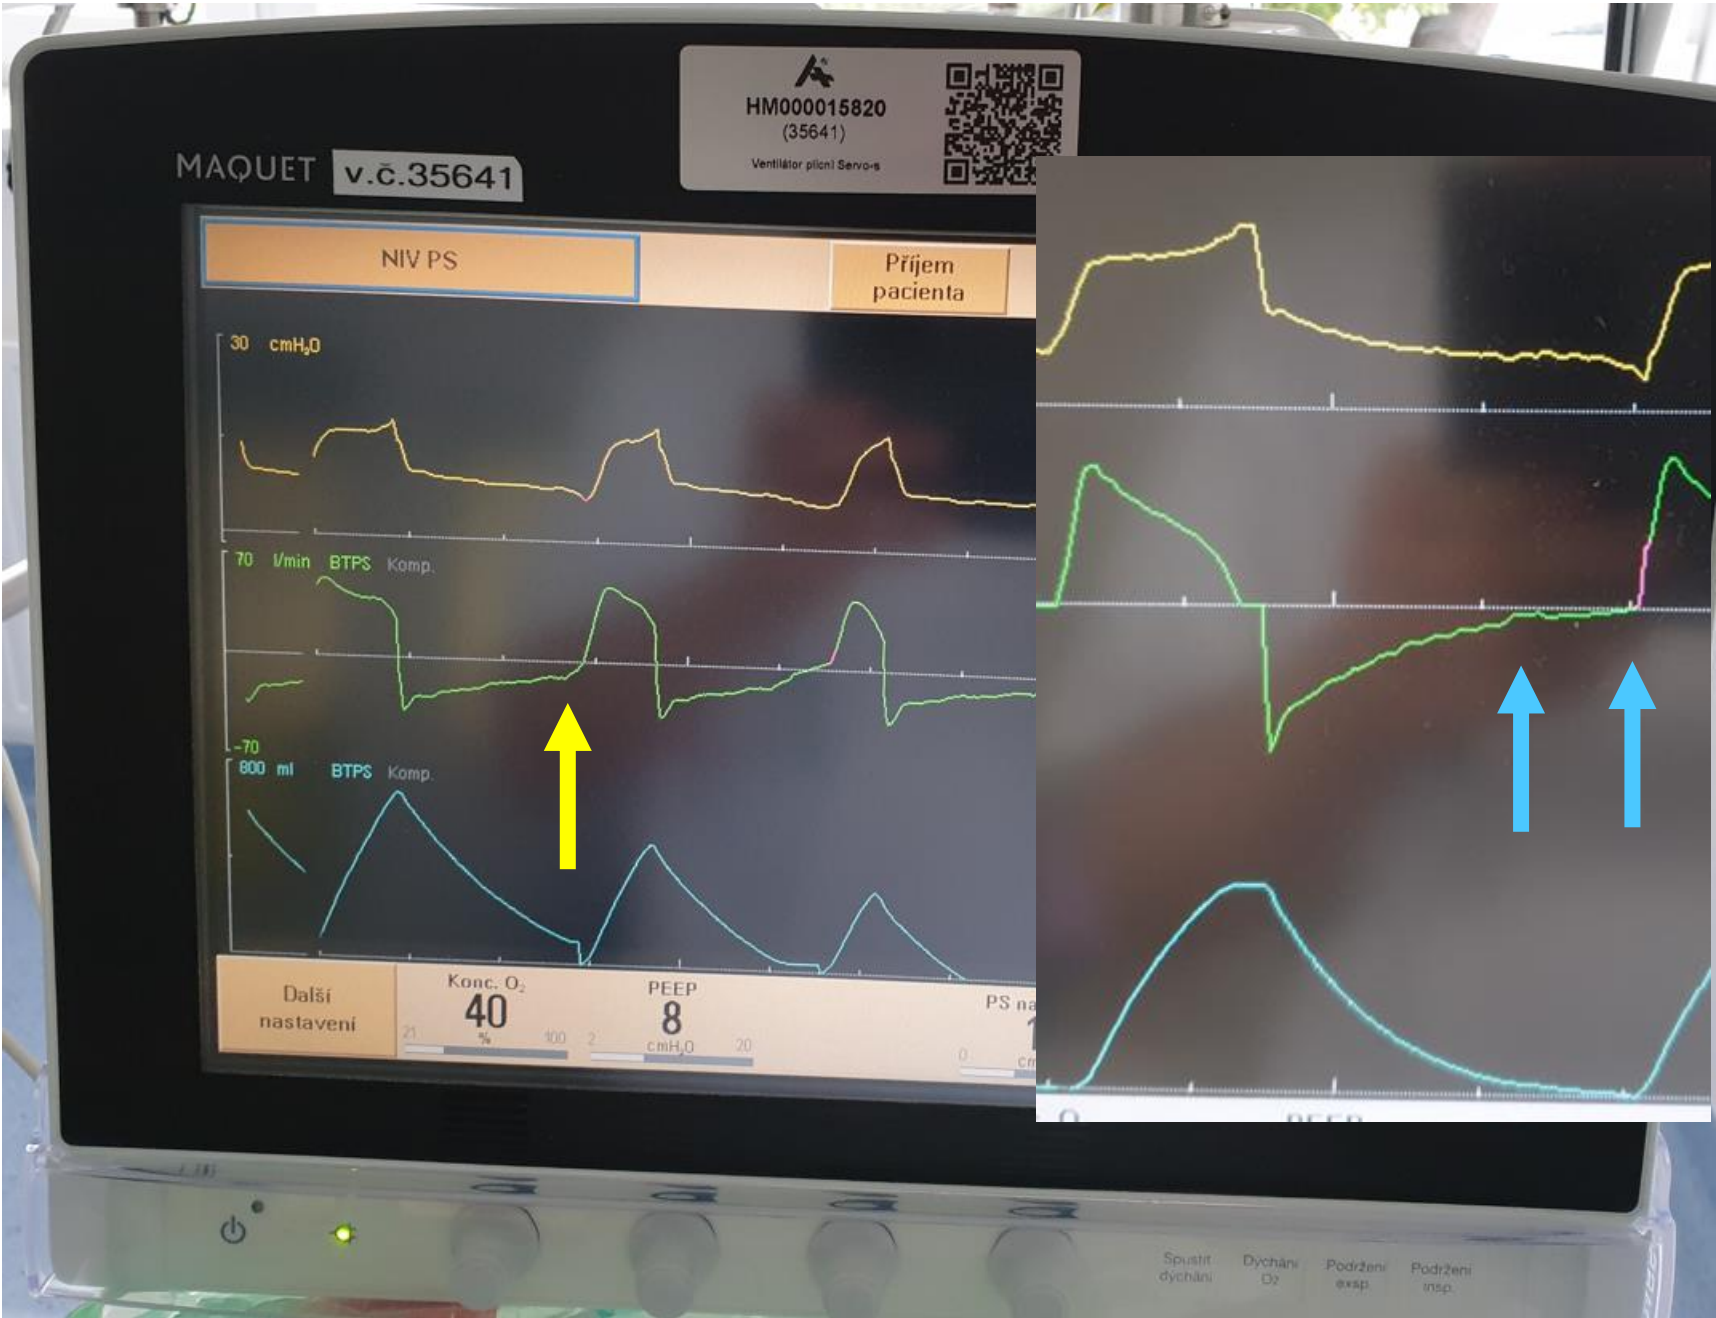 HM000015820
(35641)
Ventilátor plicní Servo-s
MAQUET
v.č.35641
NIV PS
Příjem
pacienta
30 cmH₂O
70 l/min BTPS Komp.
-70
800 ml BTPS Komp.
Další
nastavení
Konc. O₂
40
%
21 100
PEEP
8
cmH₂O
2 20
PS na
0
Spustit
dýchání
Dýchání
O₂
Podržení
exsp.
Podržení
insp.